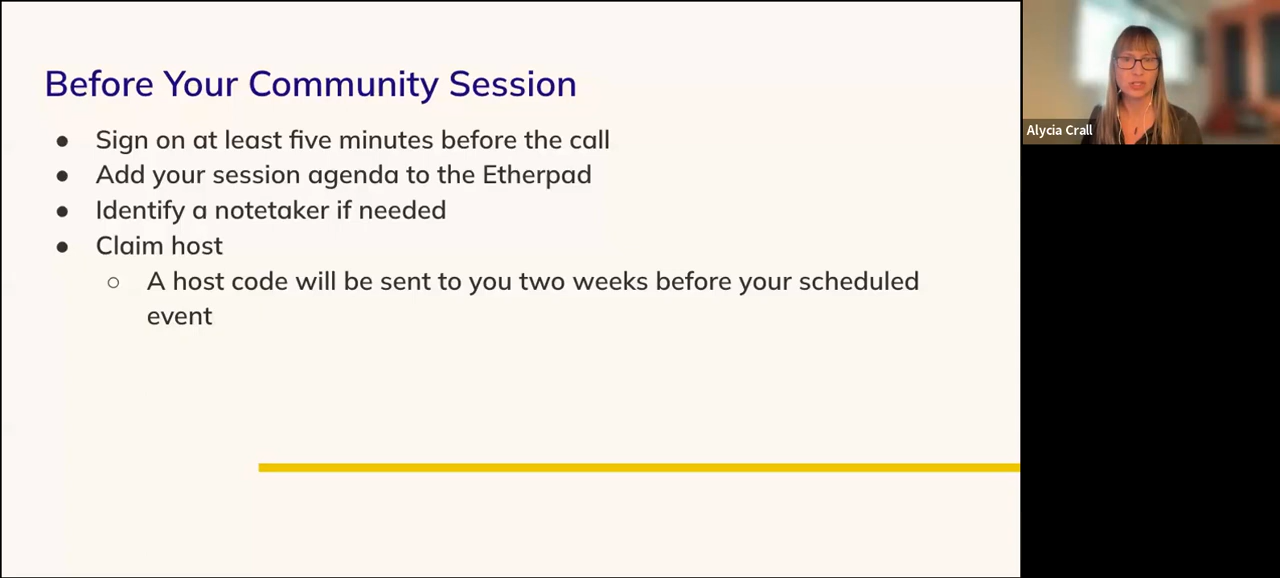 Before Your Community Session
● Sign on at least five minutes before the call
● Add your session agenda to the Etherpad
● Identify a notetaker if needed
● Claim host
○ A host code will be sent to you two weeks before your scheduled
event
Alycia Crall